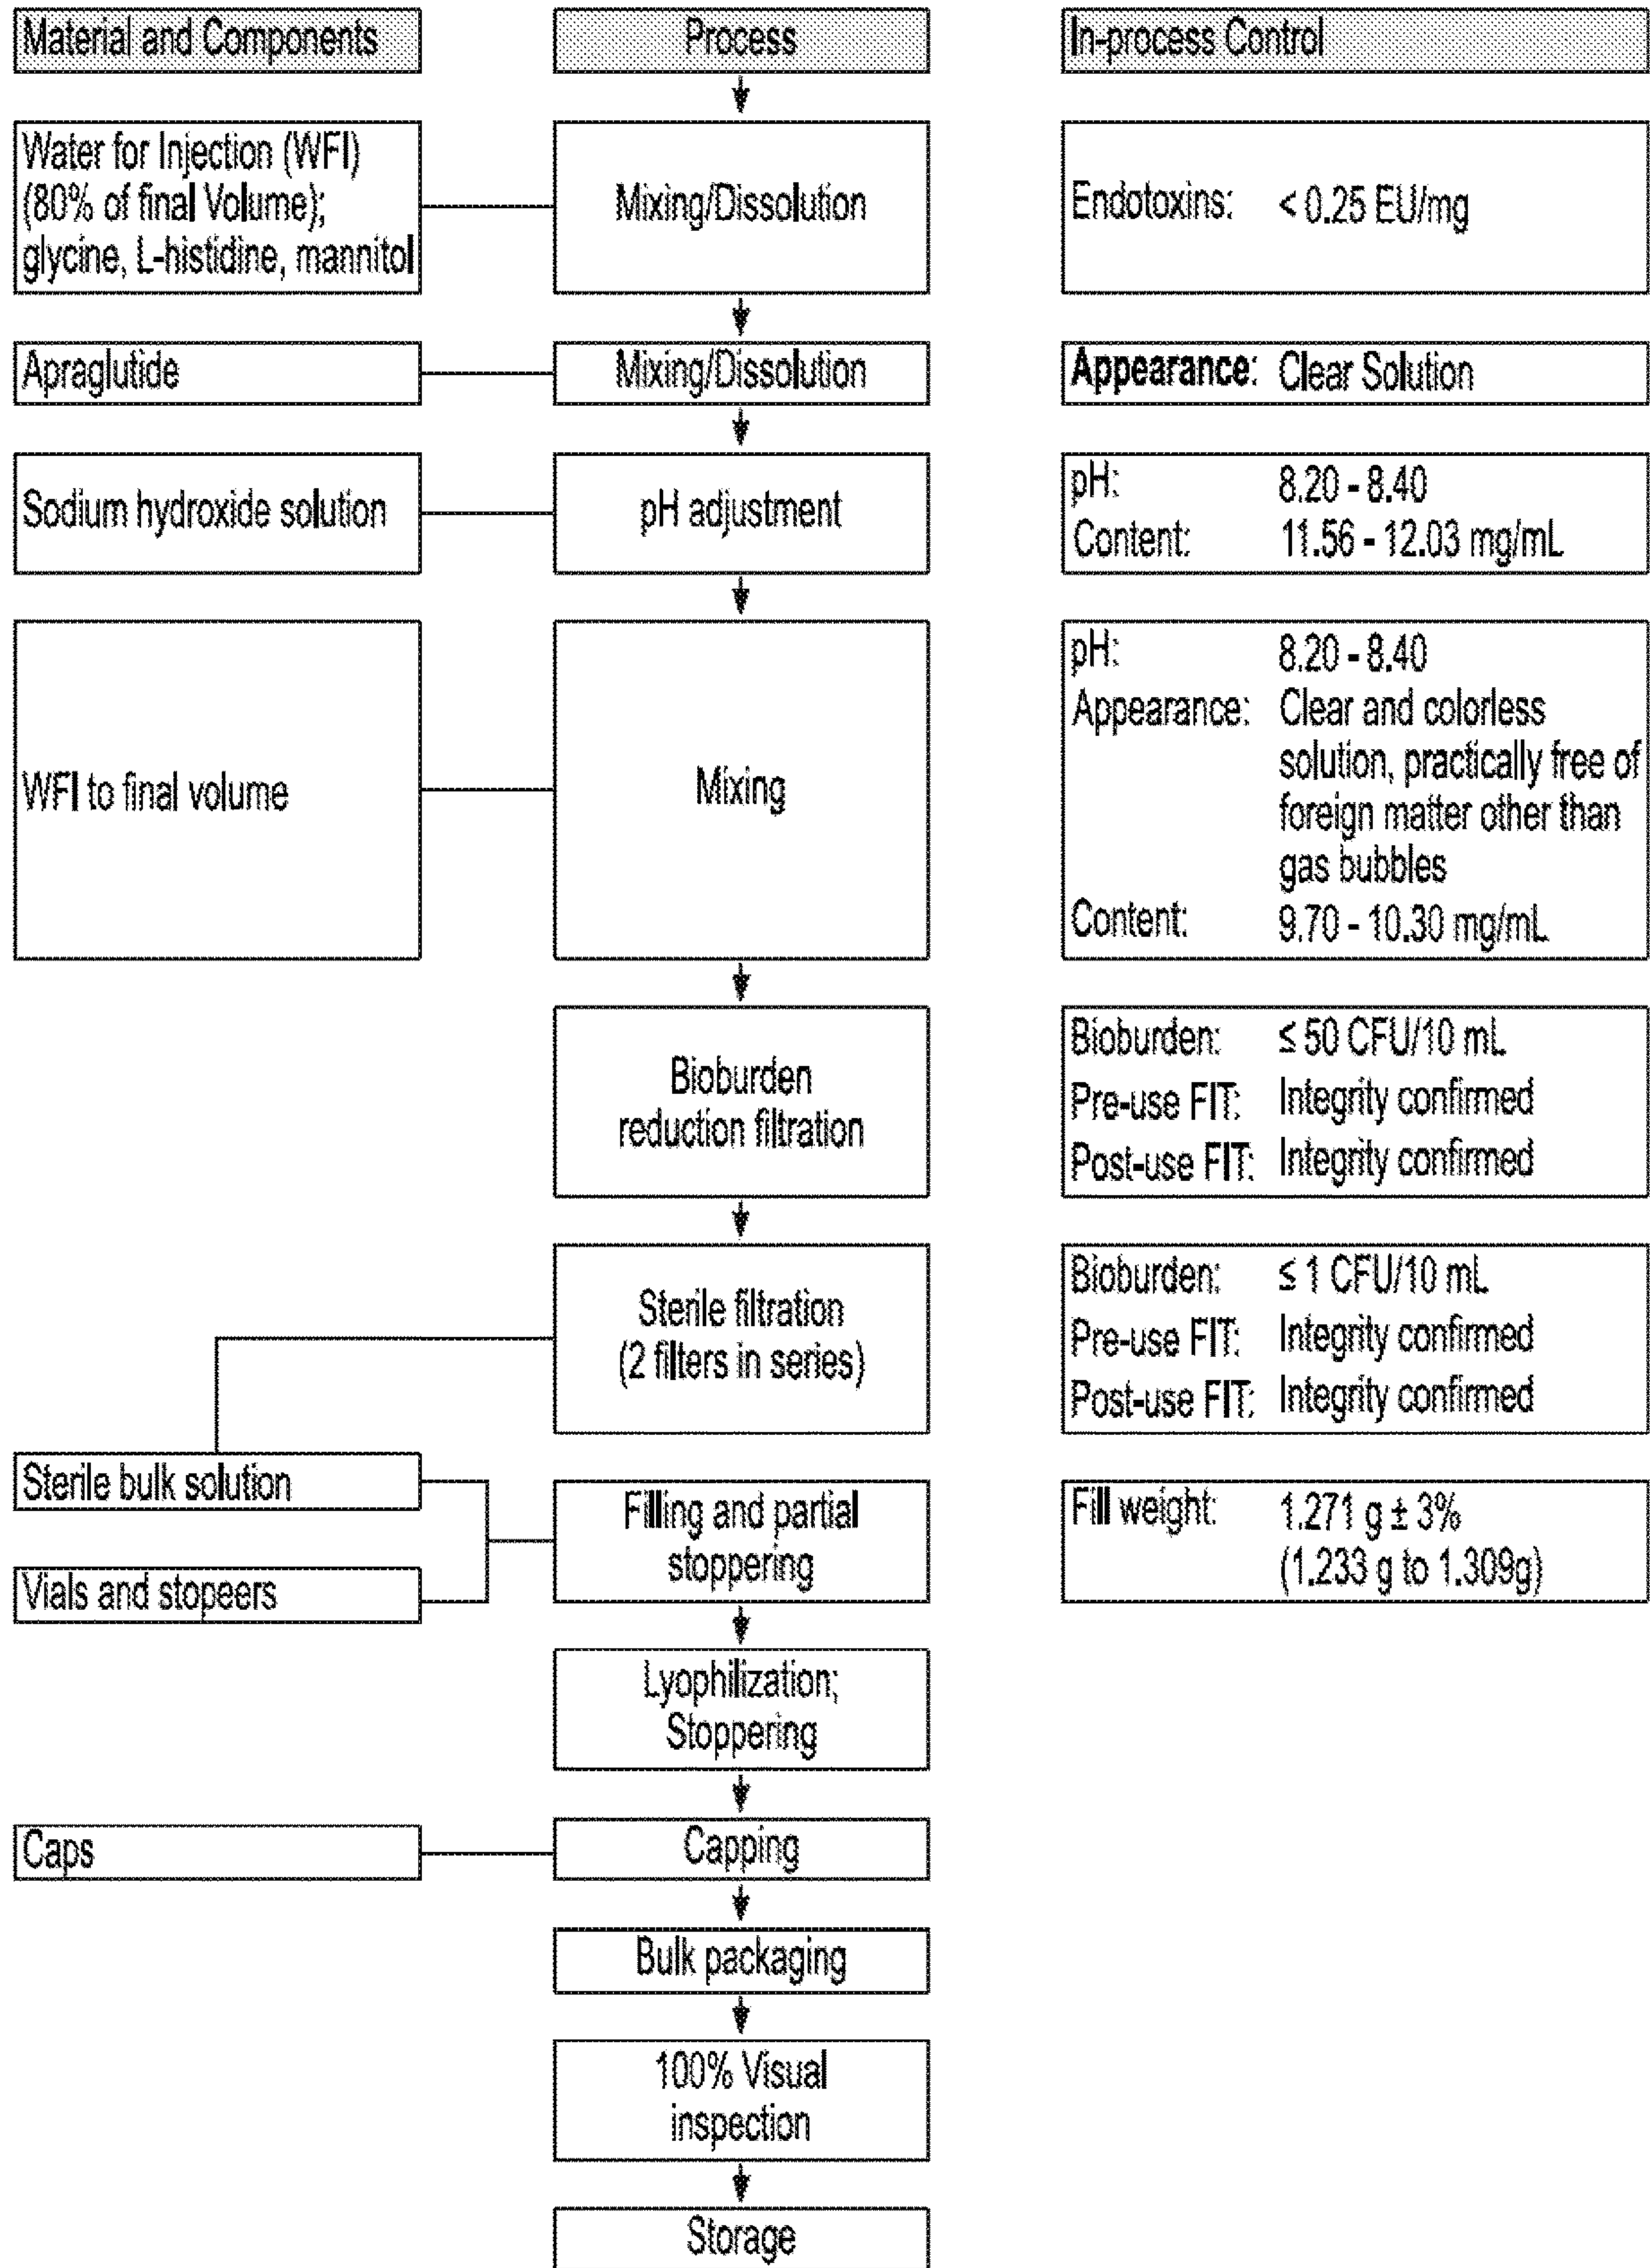 Material and Components
Process
In-process Control
Water for Injection (WFI)
(80% of final Volume);
glycine, L-histidine, mannitol
Mixing/Dissolution
Endotoxins: < 0.25 EU/mg
Apraglutide
Mixing/Dissolution
Appearance: Clear Solution
Sodium hydroxide solution
pH adjustment
pH: 8.20 - 8.40
Content: 11.56 - 12.03 mg/mL
WFI to final volume
Mixing
pH: 8.20 - 8.40
Appearance: Clear and colorless
solution, practically free of
foreign matter other than
gas bubbles
Content: 9.70 - 10.30 mg/mL
Bioburden
reduction filtration
Bioburden: ≤ 50 CFU/10 mL
Pre-use FIT: Integrity confirmed
Post-use FIT: Integrity confirmed
Sterile filtration
(2 filters in series)
Bioburden: ≤ 1 CFU/10 mL
Pre-use FIT: Integrity confirmed
Post-use FIT: Integrity confirmed
Sterile bulk solution
Vials and stopeers
Filling and partial
stoppering
Fill weight: 1.271 g ± 3%
(1.233 g to 1.309g)
Lyophilization;
Stoppering
Caps
Capping
Bulk packaging
100% Visual
inspection
Storage